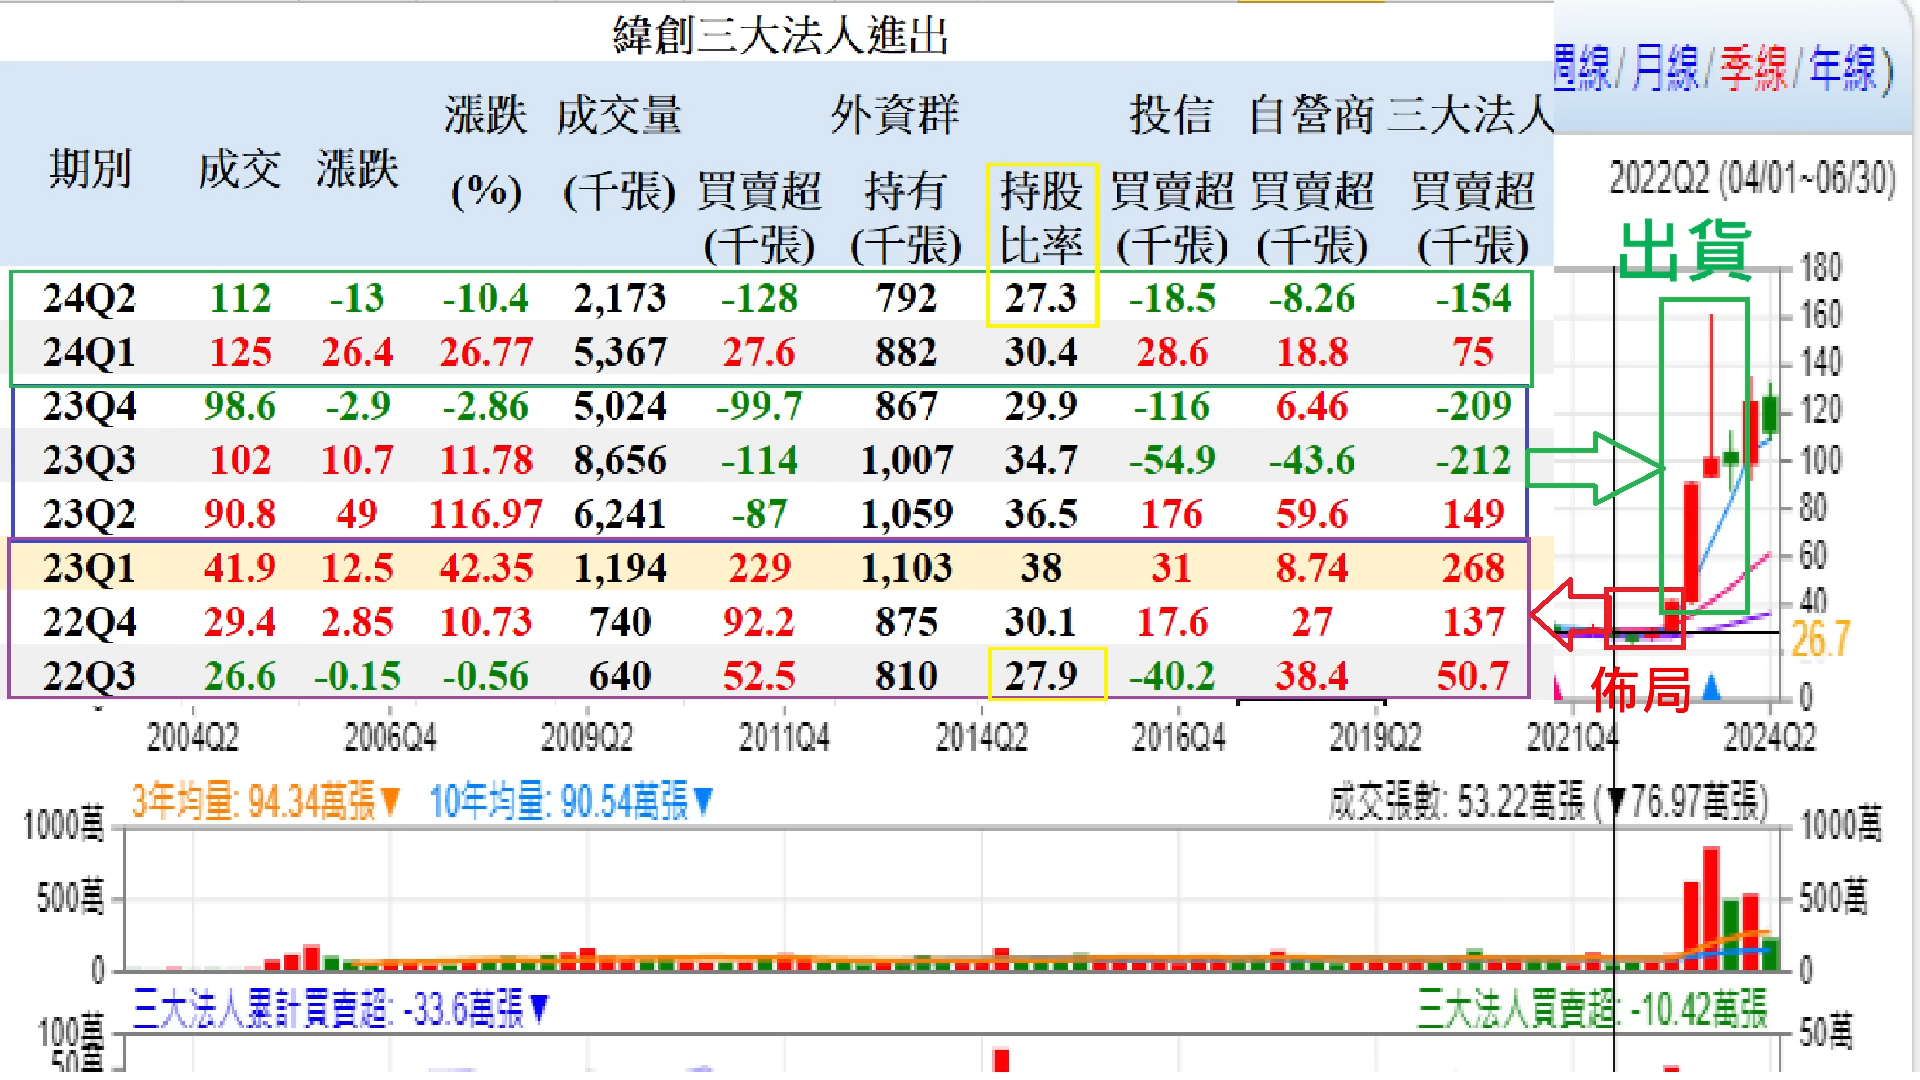 緯創三大法人進出
期別 成交 漲跌 漲跌(%) 成交量(千張) 外資群 投信 自營商 三大法人
買賣超(千張) 持有(千張) 持股比率 買賣超(千張) 買賣超(千張) 買賣超(千張)
24Q2 112 -13 -10.4 2,173 -128 792 27.3 -18.5 -8.26 -154
24Q1 125 26.4 26.77 5,367 27.6 882 30.4 28.6 18.8 75
23Q4 98.6 -2.9 -2.86 5,024 -99.7 867 29.9 -116 6.46 -209
23Q3 102 10.7 11.78 8,656 -114 1,007 34.7 -54.9 -43.6 -212
23Q2 90.8 49 116.97 6,241 -87 1,059 36.5 176 59.6 149
23Q1 41.9 12.5 42.35 1,194 229 1,103 38 31 8.74 268
22Q4 29.4 2.85 10.73 740 92.2 875 30.1 17.6 27 137
22Q3 26.6 -0.15 -0.56 640 52.5 810 27.9 -40.2 38.4 50.7
週線/月線/季線/年線)
2022Q2 (04/01~06/30)
出貨
180
160
140
120
100
80
60
40
26.7
0
佈局
2004Q2 2006Q4 2009Q2 2011Q4 2014Q2 2016Q4 2019Q2 2021Q4 2024Q2
3年均量: 94.34萬張▼ 10年均量: 90.54萬張▼ 成交張數: 53.22萬張 (▼76.97萬張)
1000萬 1000萬
500萬 500萬
0 0
三大法人累計買賣超: -33.6萬張▼ 三大法人買賣超: -10.42萬張
100萬 50萬
50萬